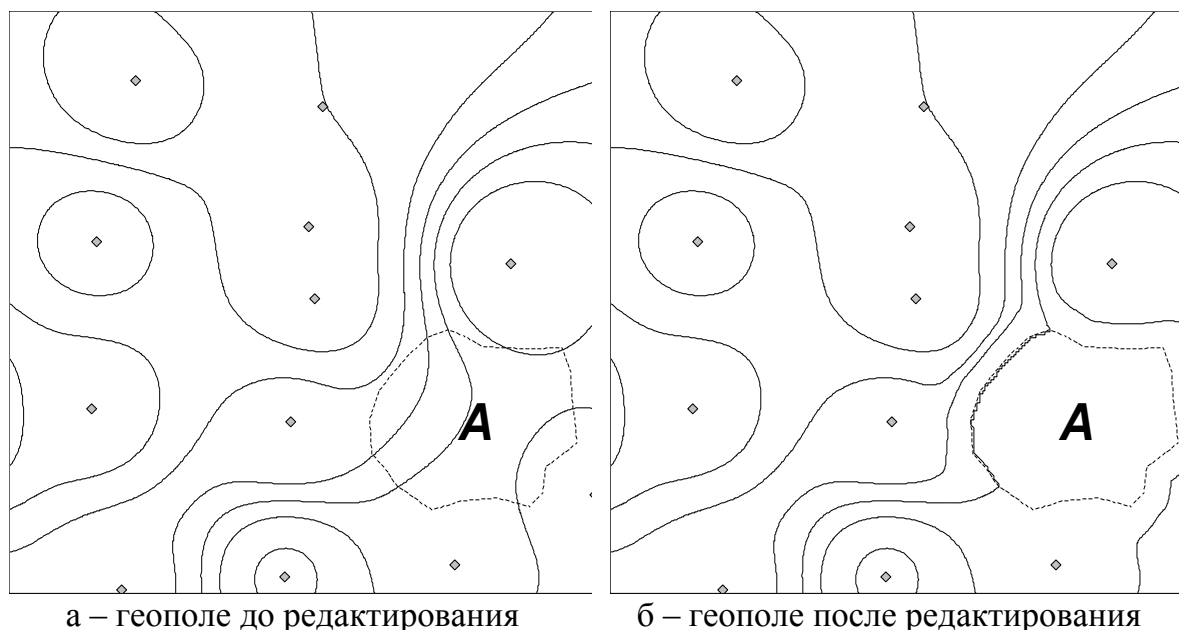 A
A
а – геополе до редактирования
б – геополе после редактирования